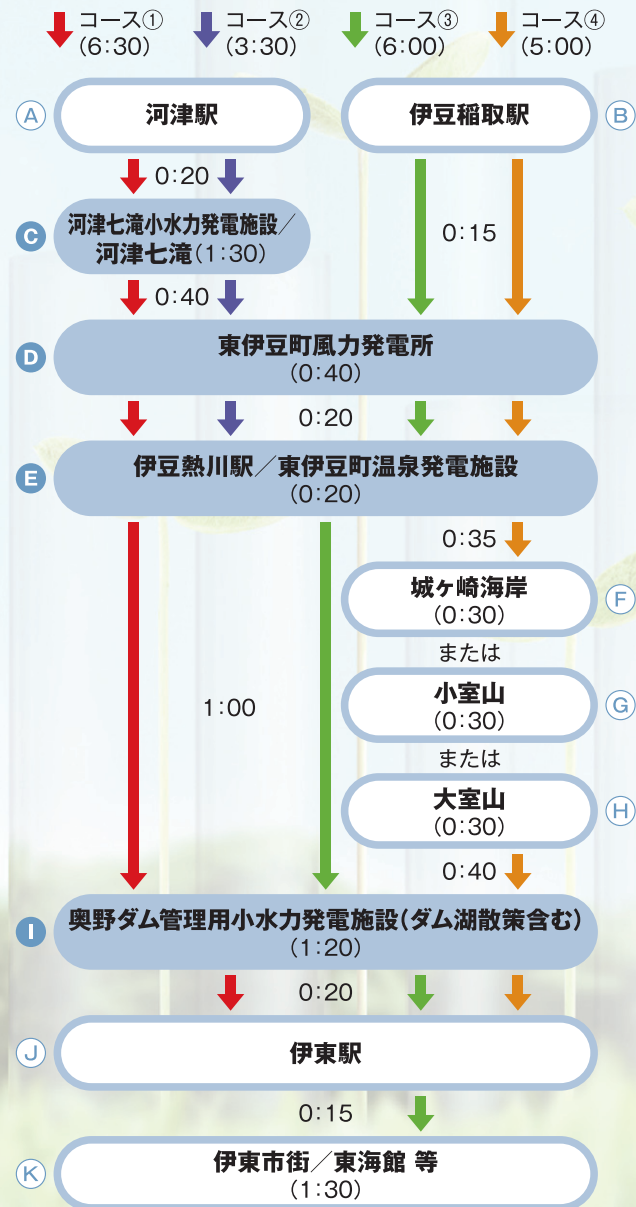 コース① コース② コース③ コース④
(6:30) (3:30) (6:00) (5:00)
A 河津駅 伊豆稲取駅 B
0:20
C 河津七滝小水力発電施設／
河津七滝(1:30)
0:15
0:40
D 東伊豆町風力発電所
(0:40)
0:20
E 伊豆熱川駅／東伊豆町温泉発電施設
(0:20)
0:35
城ヶ崎海岸
(0:30) F
または
小室山
(0:30) G
1:00
または
大室山
(0:30) H
0:40
I 奥野ダム管理用小水力発電施設(ダム湖散策含む)
(1:20)
0:20
J 伊東駅
0:15
K 伊東市街／東海館 等
(1:30)